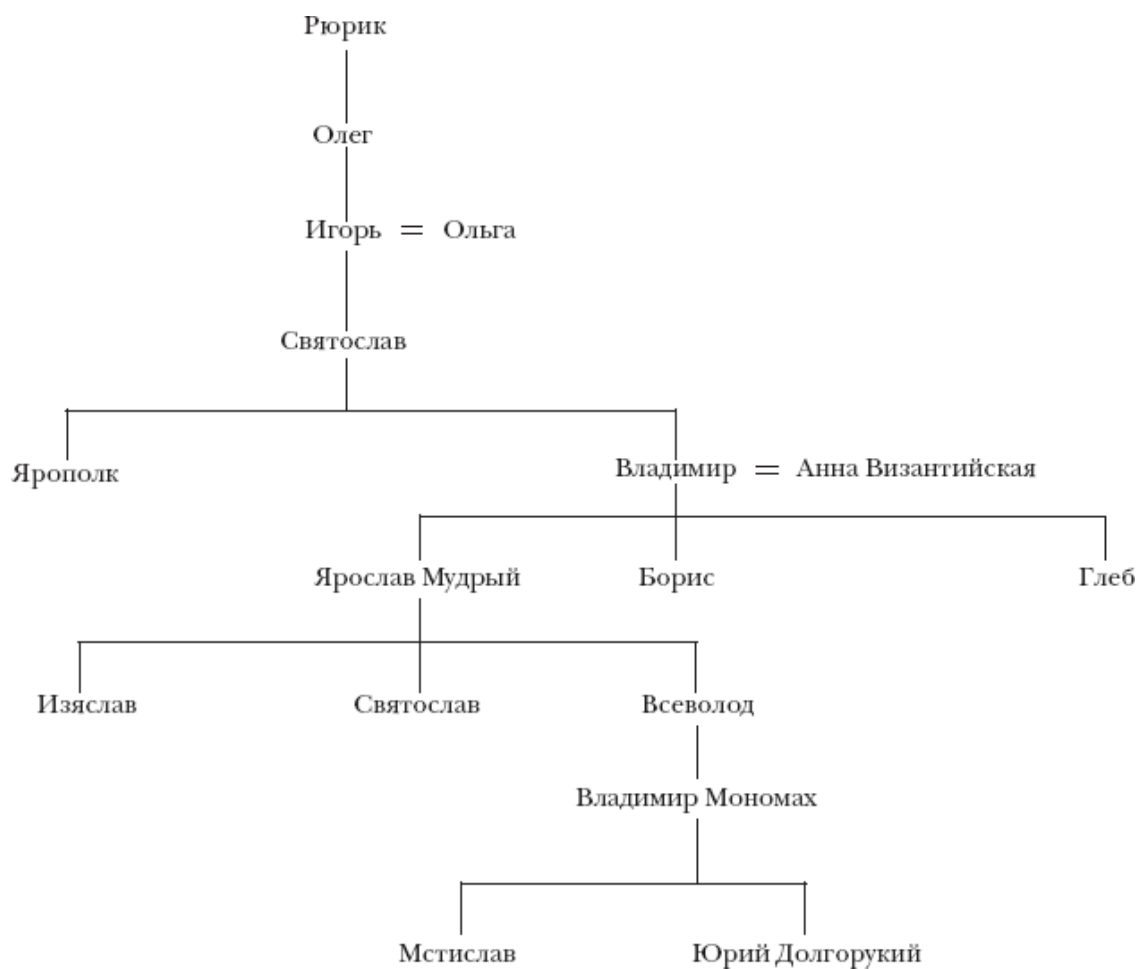 Рюрик
Олег
Игорь = Ольга
Святослав
Ярополк
Владимир = Анна Византийская
Ярослав Мудрый Борис Глеб
Изяслав Святослав Всеволод
Владимир Мономах
Мстислав Юрий Долгорукий